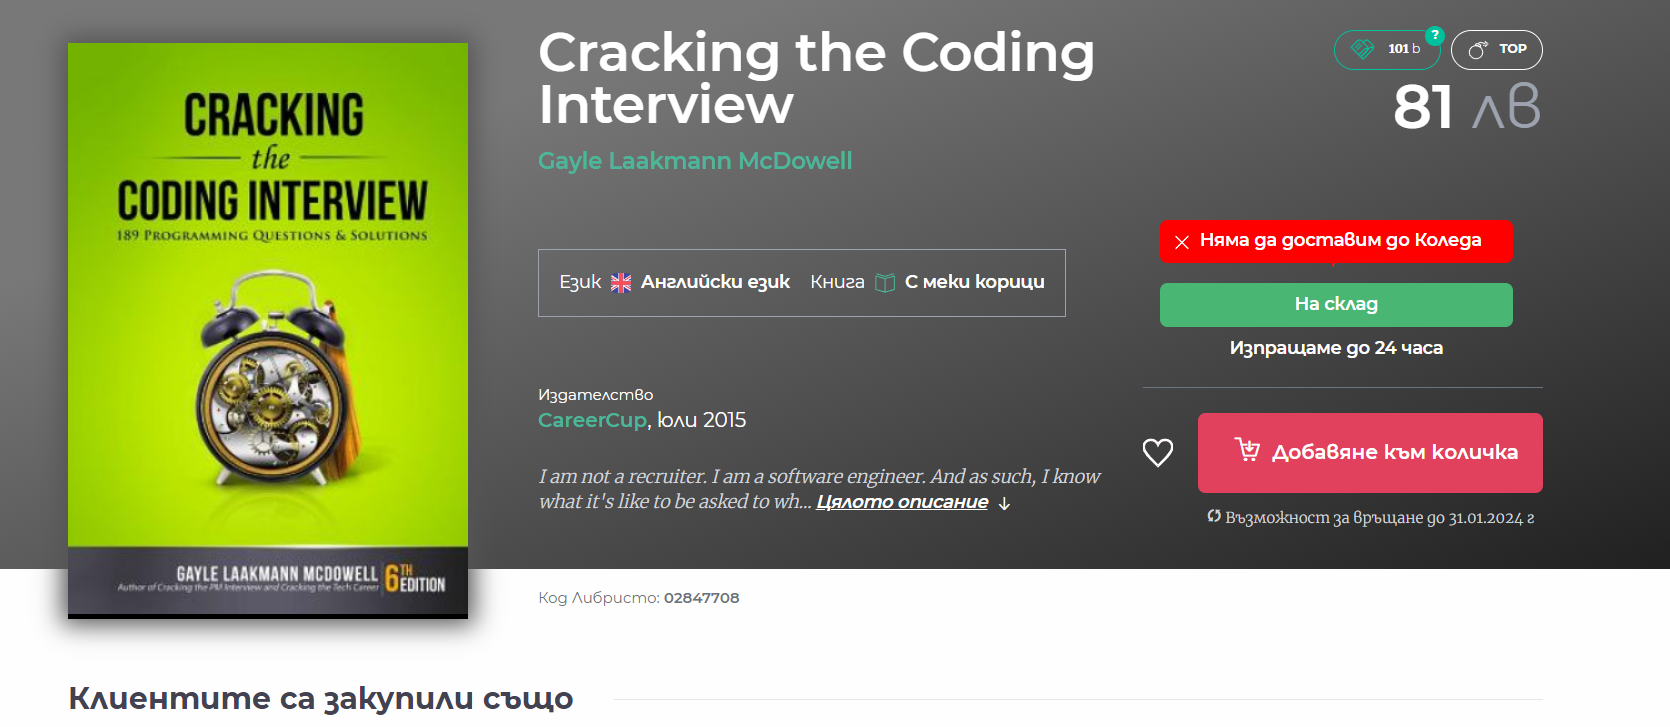 CRACKING
the
CODING INTERVIEW
189 PROGRAMMING QUESTIONS & SOLUTIONS
GAYLE LAAKMANN MCDOWELL
Author of Cracking the PM Interview and Cracking the Tech Career
6TH EDITION
Cracking the Coding
Interview
Gayle Laakmann McDowell
Език Английски език Книга С меки корици
Издателство
CareerCup, юли 2015
I am not a recruiter. I am a software engineer. And as such, I know
what it's like to be asked to wh... Цялото описание ↓
101 b ?
TOP
81 лв
Няма да доставим до Коледа
На склад
Изпращаме до 24 часа
Добавяне към количка
Възможност за връщане до 31.01.2024 г
Код Либристо: 02847708
Клиентите са закупили също